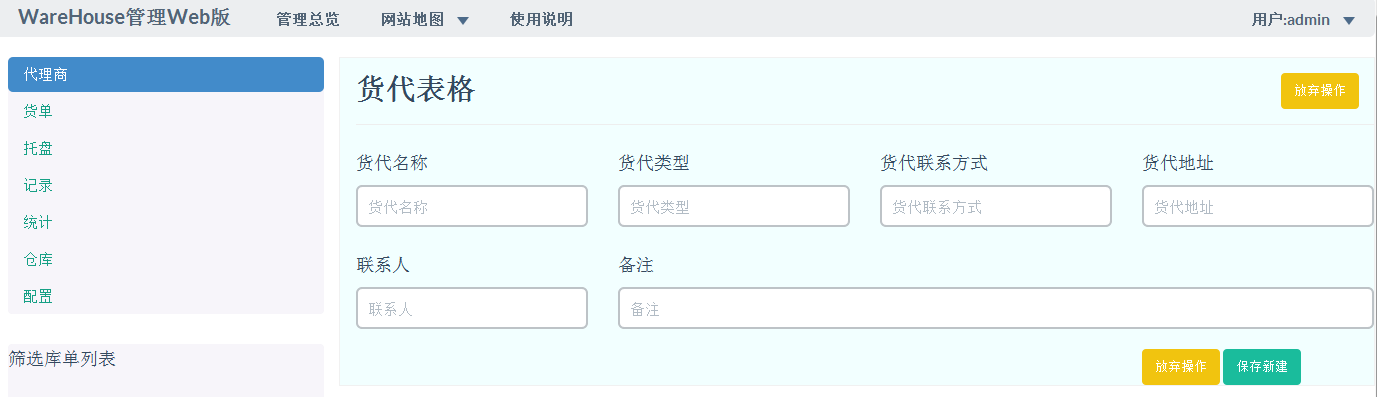 WareHouse管理Web版 管理总览 网站地图 使用说明 用户:admin
代理商
货单
托盘
记录
统计
仓库
配置
筛选库单列表
货代表格 放弃操作
货代名称 货代类型 货代联系方式 货代地址
货代名称 货代类型 货代联系方式 货代地址
联系人 备注
联系人 备注
放弃操作 保存新建